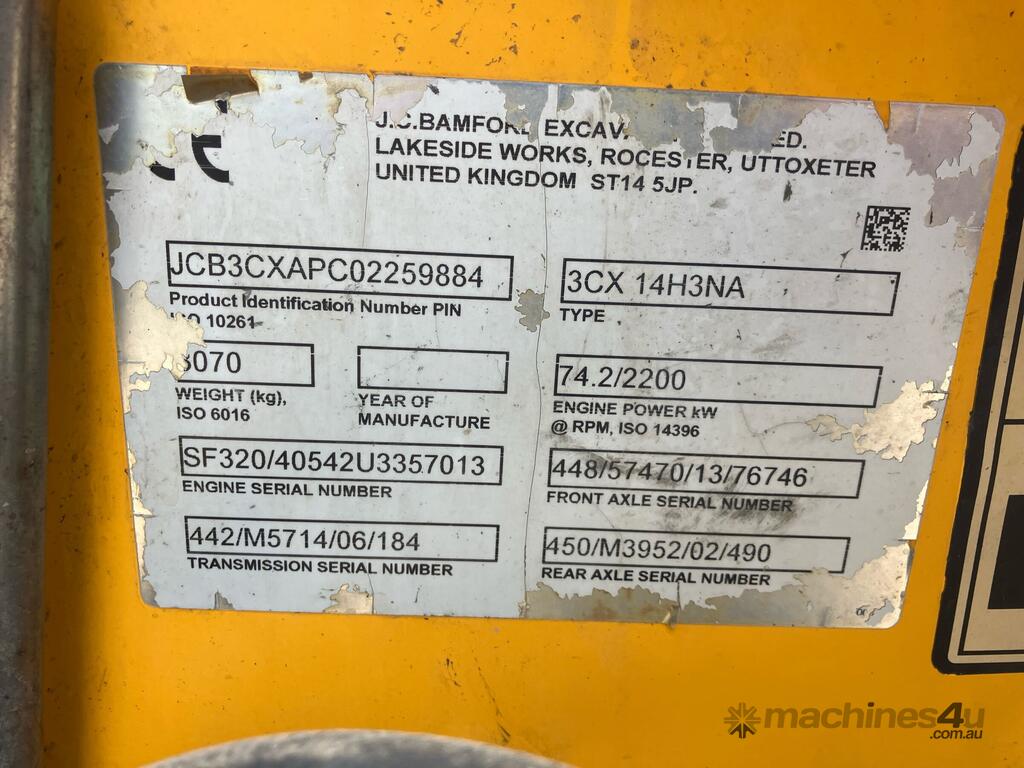 J.C.BAMFORD EXCAV
LAKESIDE WORKS, ROCESTER, UTTOXETER
UNITED KINGDOM ST14 5JP.
JCB3CXAPC02259884
Product Identification Number PIN
ISO 10261
3CX 14H3NA
TYPE
8070
WEIGHT (kg),
ISO 6016
YEAR OF
MANUFACTURE
74.2/2200
ENGINE POWER kW
@ RPM, ISO 14396
SF320/40542U3357013
ENGINE SERIAL NUMBER
448/57470/13/76746
FRONT AXLE SERIAL NUMBER
442/M5714/06/184
TRANSMISSION SERIAL NUMBER
450/M3952/02/490
REAR AXLE SERIAL NUMBER
machines4u
.com.au